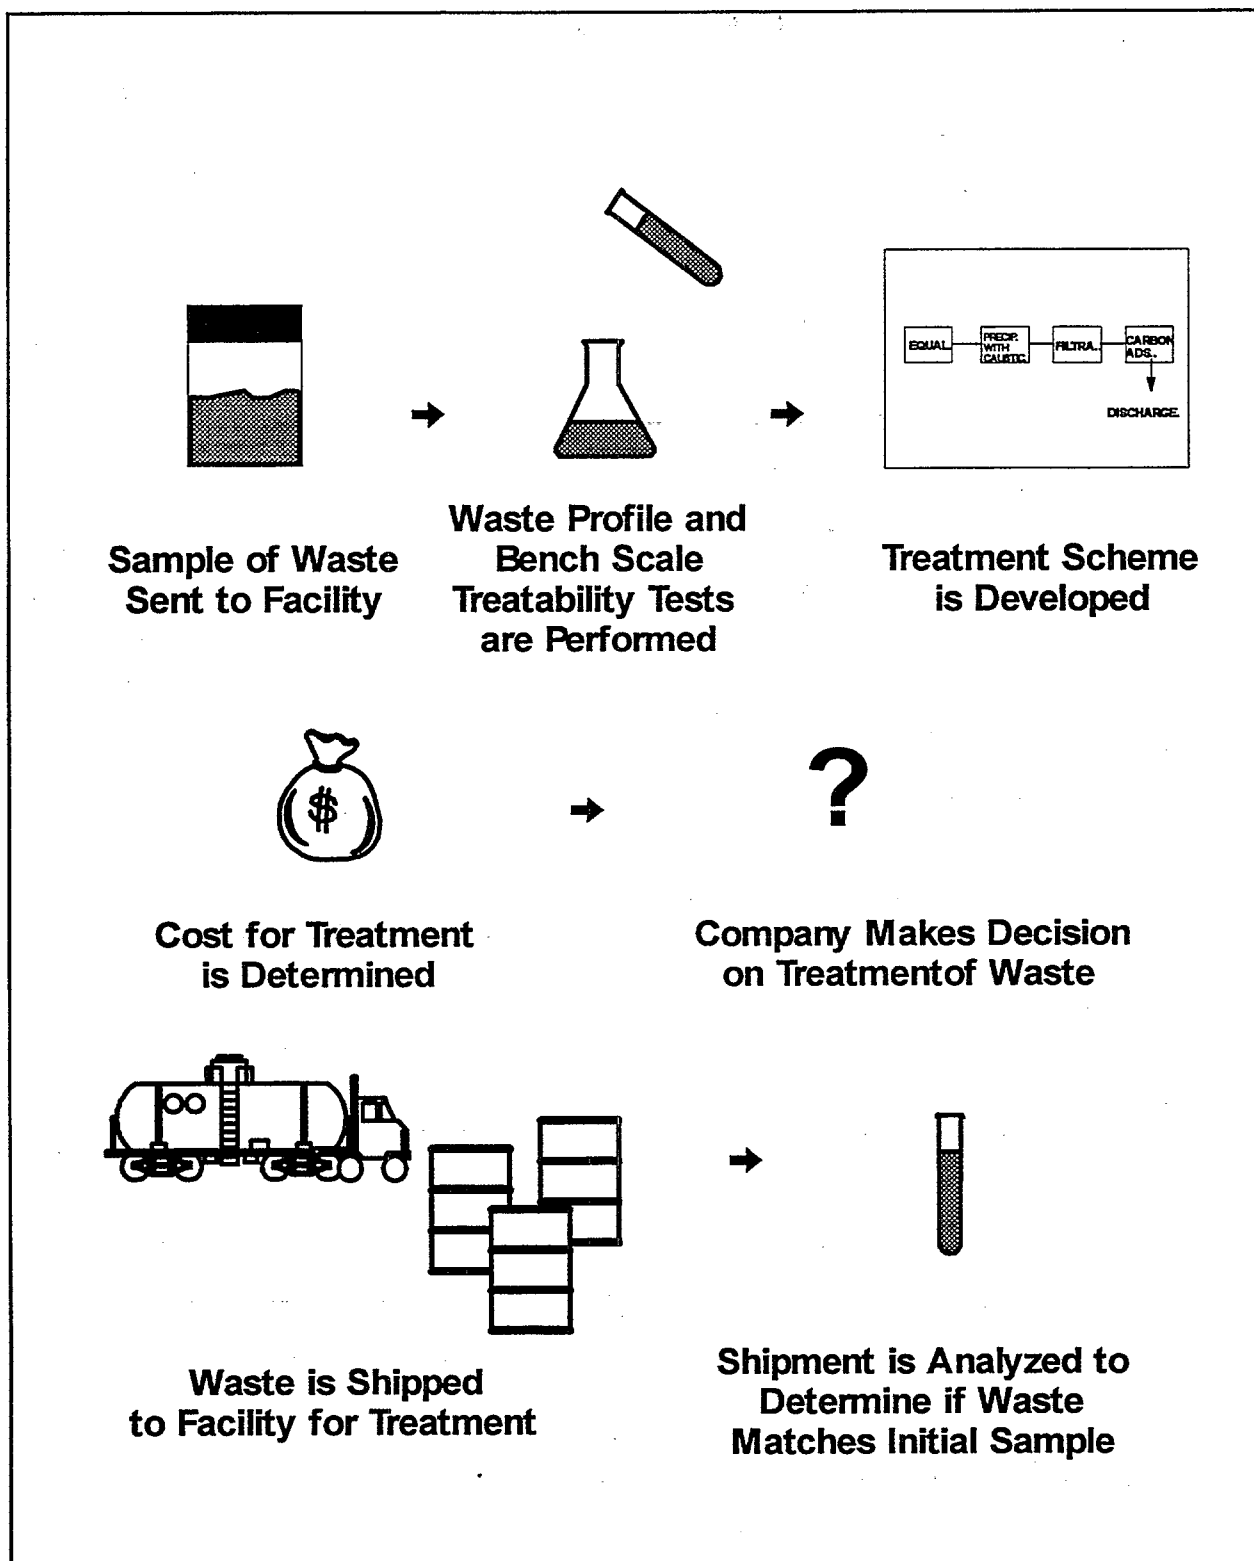 EQUAL.
PRECIP.
WITH
CAUSTIC.
FILTRA..
CARBON
ADS..
DISCHARGE.
Sample of Waste
Sent to Facility
Waste Profile and
Bench Scale
Treatability Tests
are Performed
Treatment Scheme
is Developed
$
?
Cost for Treatment
is Determined
Company Makes Decision
on Treatmentof Waste
Waste is Shipped
to Facility for Treatment
Shipment is Analyzed to
Determine if Waste
Matches Initial Sample